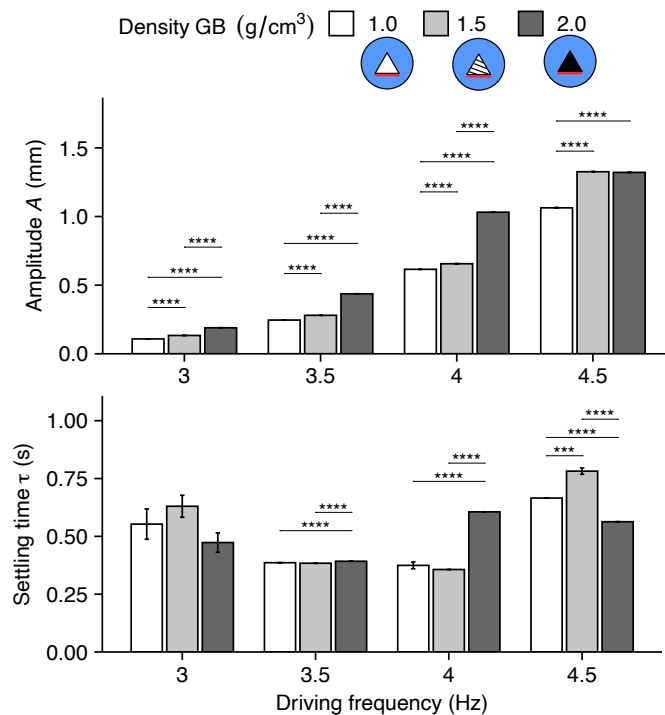 Density GB (g/cm³) 1.0 1.5 2.0
Amplitude A (mm)
1.5
1.0
0.5
0.0
**** **** ****
**** **** ****
**** **** ****
**** ****
3 3.5 4 4.5
Settling time τ (s)
1.00
0.75
0.50
0.25
0.00
**** ****
**** ****
**** **** ***
3 3.5 4 4.5
Driving frequency (Hz)